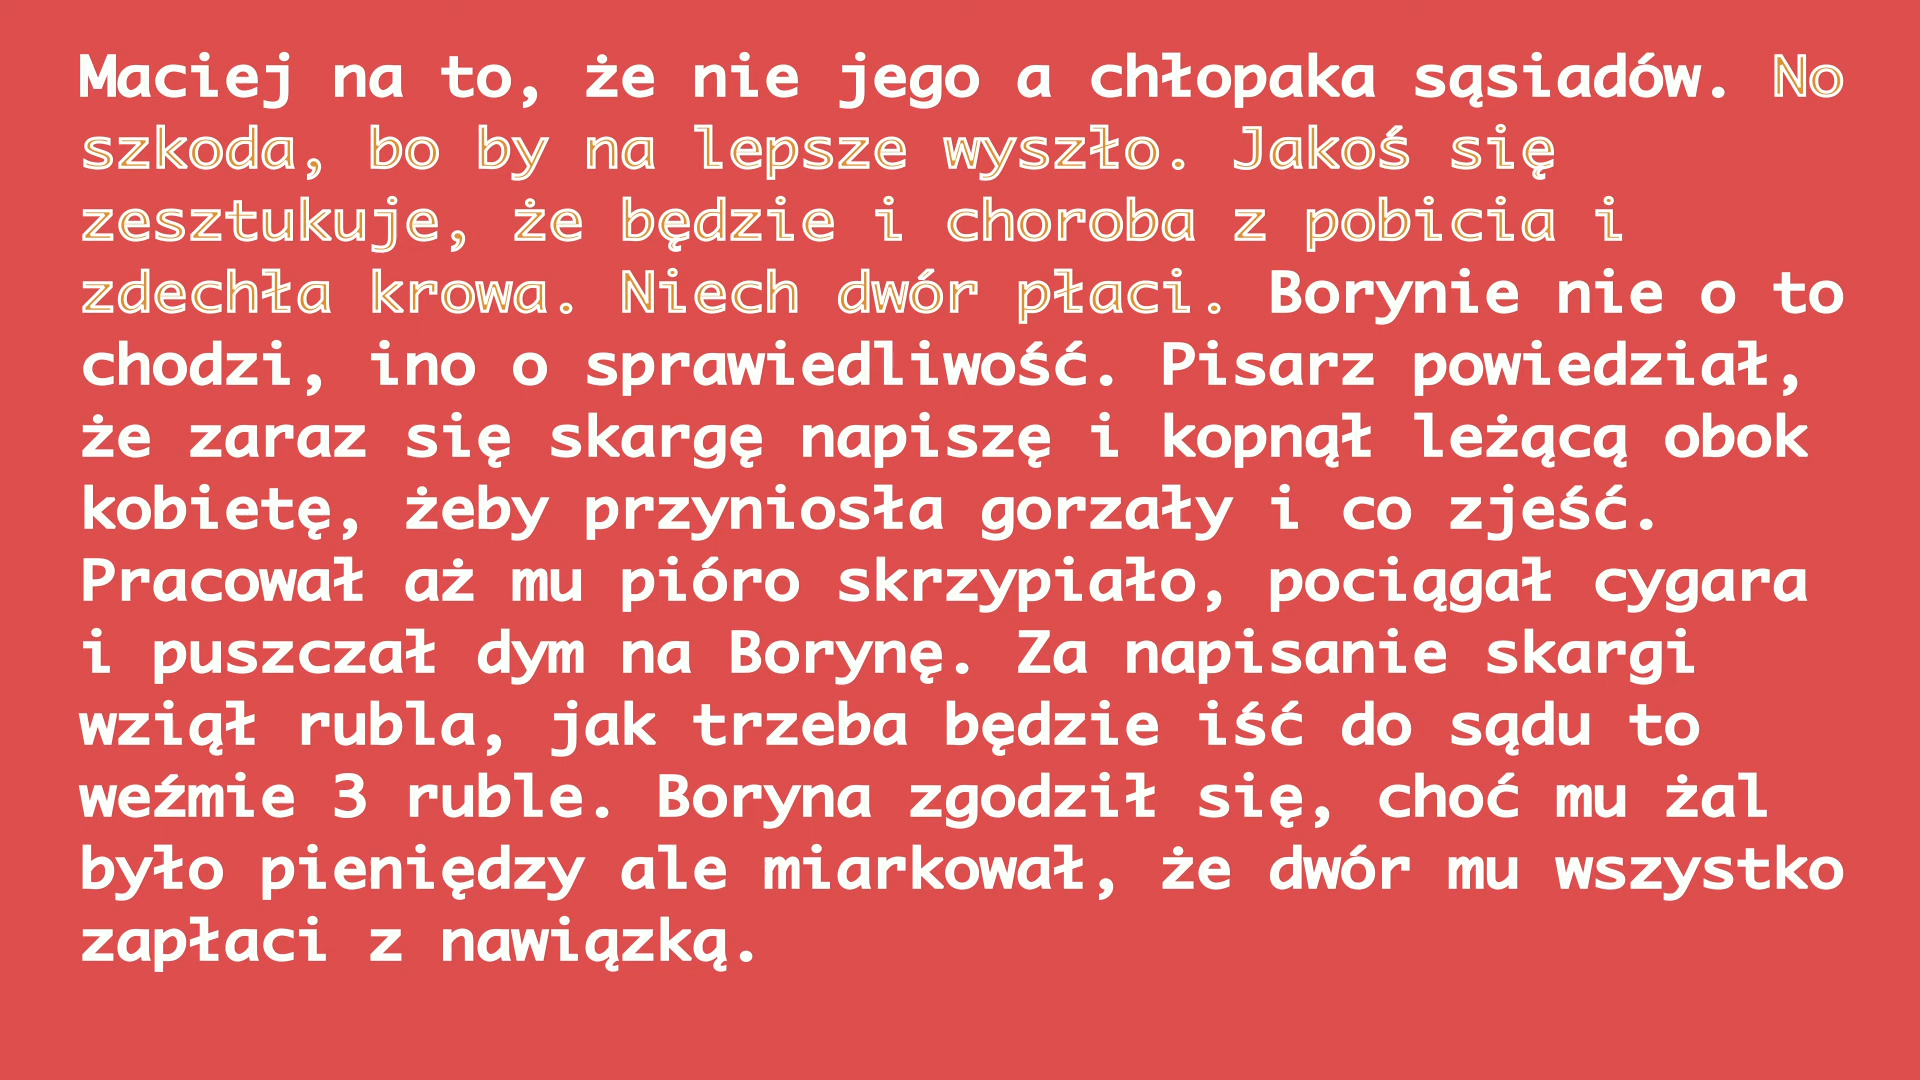 Maciej na to, że nie jego a chłopaka sąsiadów. No
szkoda, bo by na lepsze wyszło. Jakoś się
zesztukuje, że będzie i choroba z pobicia i
zdechła krowa. Niech dwór płaci. Borynie nie o to
chodzi, ino o sprawiedliwość. Pisarz powiedział,
że zaraz się skargę napiszę i kopnął leżącą obok
kobietę, żeby przyniosła gorzały i co zjeść.
Pracował aż mu pióro skrzypiało, pociągał cygara
i puszczał dym na Borynę. Za napisanie skargi
wziął rubla, jak trzeba będzie iść do sądu to
weźmie 3 ruble. Boryna zgodził się, choć mu żal
było pieniędzy ale miarkował, że dwór mu wszystko
zapłaci z nawiązką.